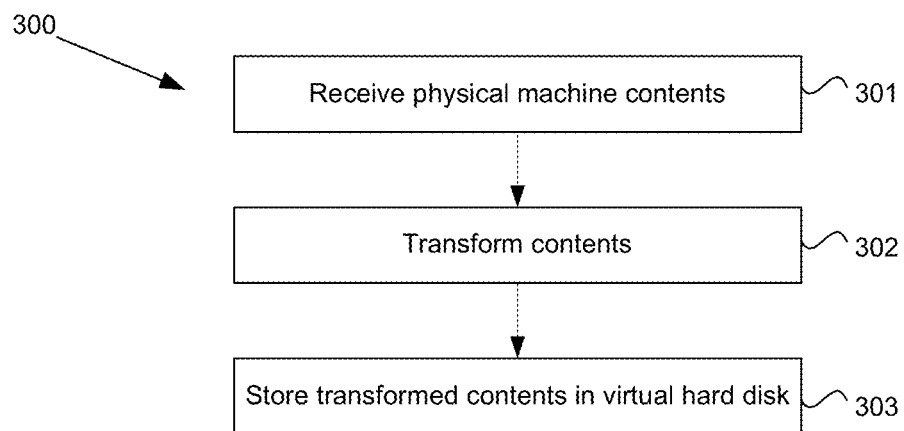 300
Receive physical machine contents
301
Transform contents
302
Store transformed contents in virtual hard disk
303